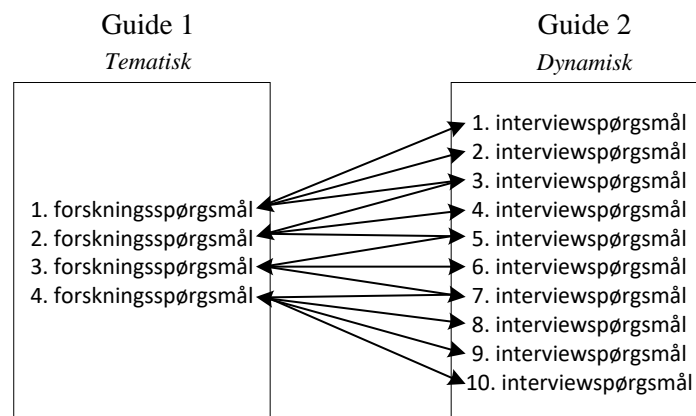 Guide 1
Tematisk
1. forskningsspørgsmål
2. forskningsspørgsmål
3. forskningsspørgsmål
4. forskningsspørgsmål
Guide 2
Dynamisk
1. interviewspørgsmål
2. interviewspørgsmål
3. interviewspørgsmål
4. interviewspørgsmål
5. interviewspørgsmål
6. interviewspørgsmål
7. interviewspørgsmål
8. interviewspørgsmål
9. interviewspørgsmål
10. interviewspørgsmål